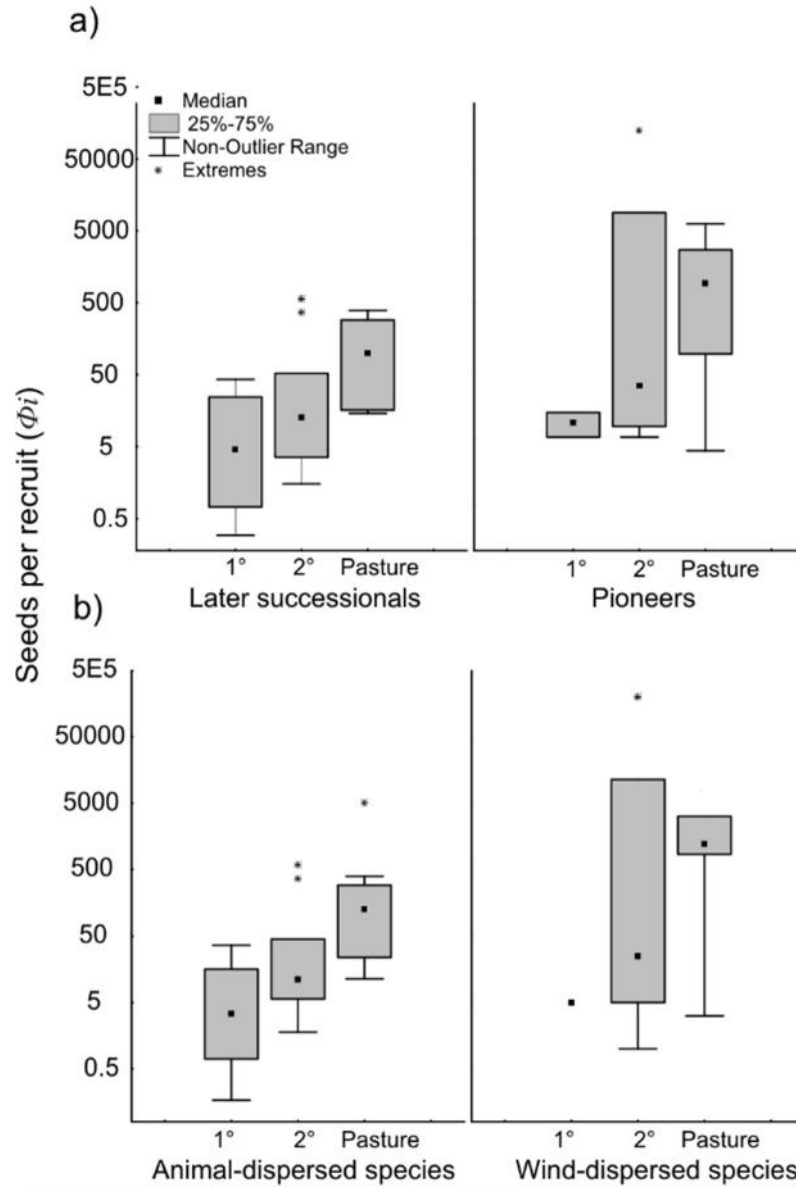 a)
Seeds per recruit (Φi)
5E5
50000
5000
500
50
5
0.5
Median
25%-75%
Non-Outlier Range
Extremes
1° 2° Pasture
Later successionals
1° 2° Pasture
Pioneers
b)
5E5
50000
5000
500
50
5
0.5
1° 2° Pasture
Animal-dispersed species
1° 2° Pasture
Wind-dispersed species